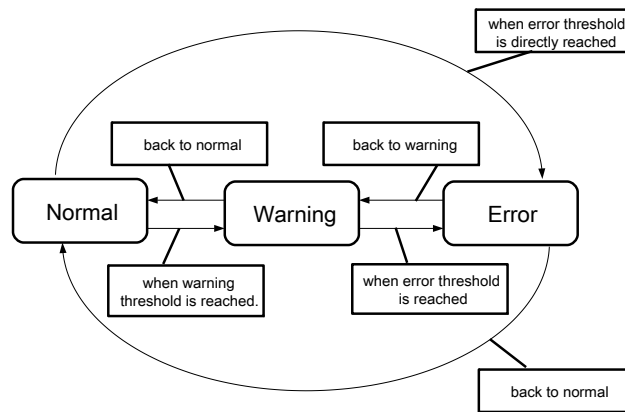 when error threshold
is directly reached
back to normal
back to warning
Normal
Warning
Error
when warning
threshold is reached.
when error threshold
is reached
back to normal